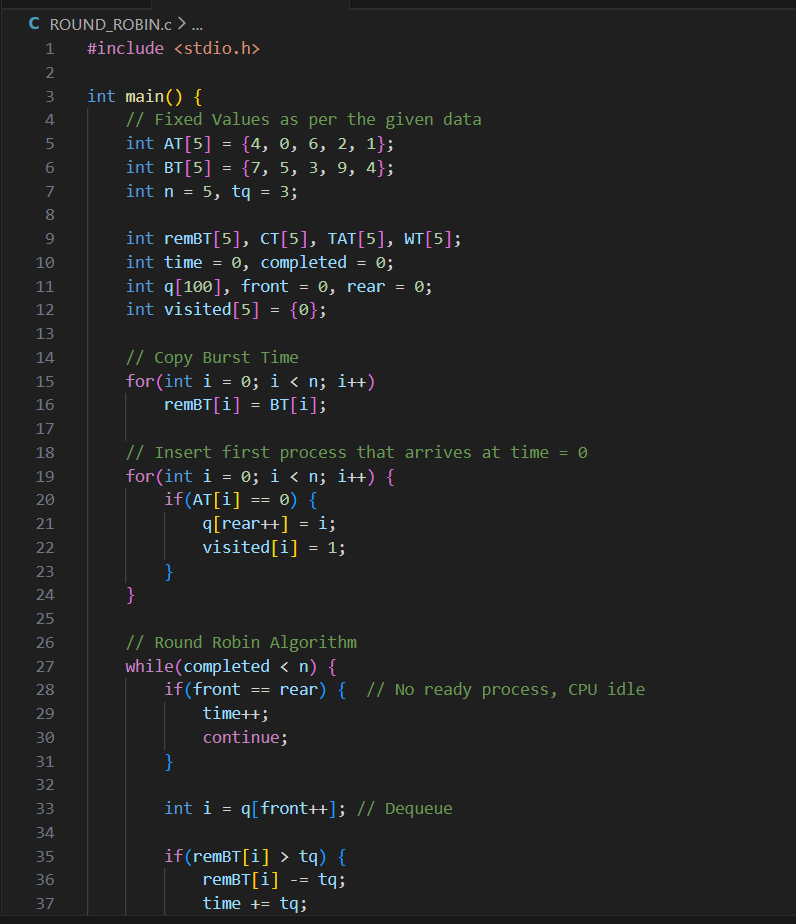 C ROUND_ROBIN.c > ...
1 #include <stdio.h>
2
3 int main() {
4 // Fixed Values as per the given data
5 int AT[5] = {4, 0, 6, 2, 1};
6 int BT[5] = {7, 5, 3, 9, 4};
7 int n = 5, tq = 3;
8
9 int remBT[5], CT[5], TAT[5], WT[5];
10 int time = 0, completed = 0;
11 int q[100], front = 0, rear = 0;
12 int visited[5] = {0};
13
14 // Copy Burst Time
15 for(int i = 0; i < n; i++)
16 remBT[i] = BT[i];
17
18 // Insert first process that arrives at time = 0
19 for(int i = 0; i < n; i++) {
20 if(AT[i] == 0) {
21 q[rear++] = i;
22 visited[i] = 1;
23 }
24 }
25
26 // Round Robin Algorithm
27 while(completed < n) {
28 if(front == rear) {  // No ready process, CPU idle
29 time++;
30 continue;
31 }
32
33 int i = q[front++]; // Dequeue
34
35 if(remBT[i] > tq) {
36 remBT[i] -= tq;
37 time += tq;